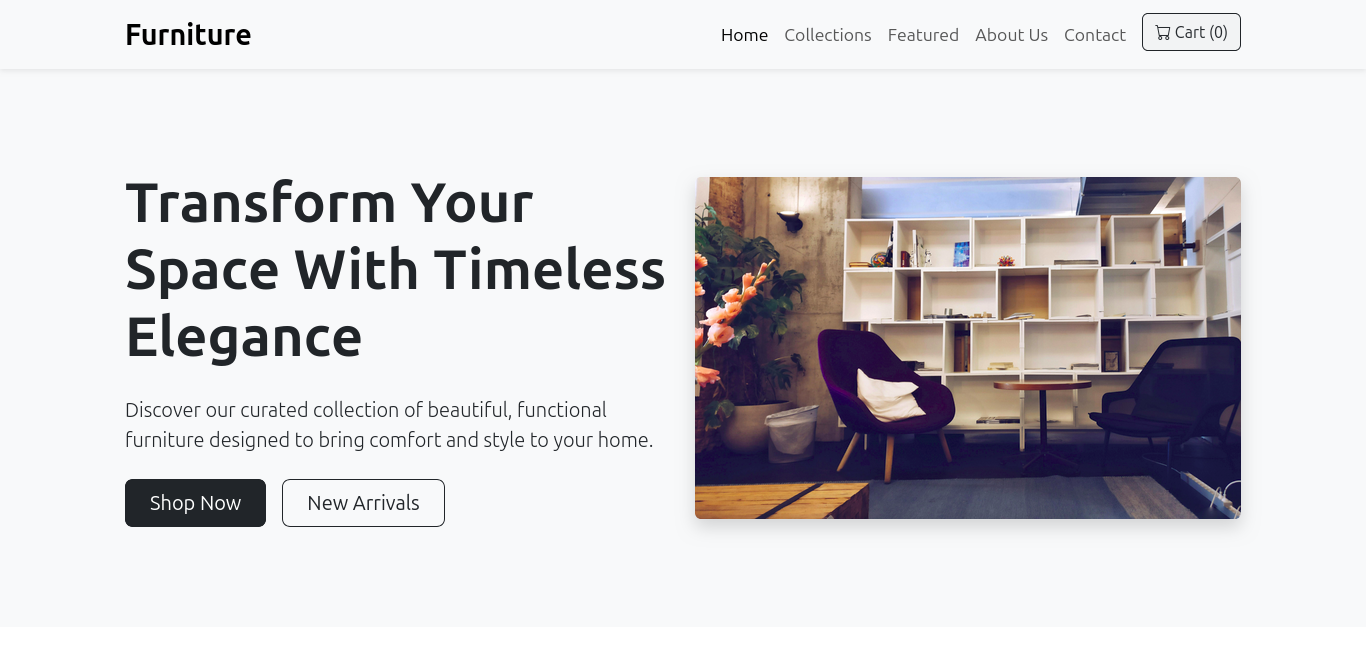 Furniture
Home Collections Featured About Us Contact Cart (0)
Transform Your
Space With Timeless
Elegance
Discover our curated collection of beautiful, functional
furniture designed to bring comfort and style to your home.
Shop Now New Arrivals